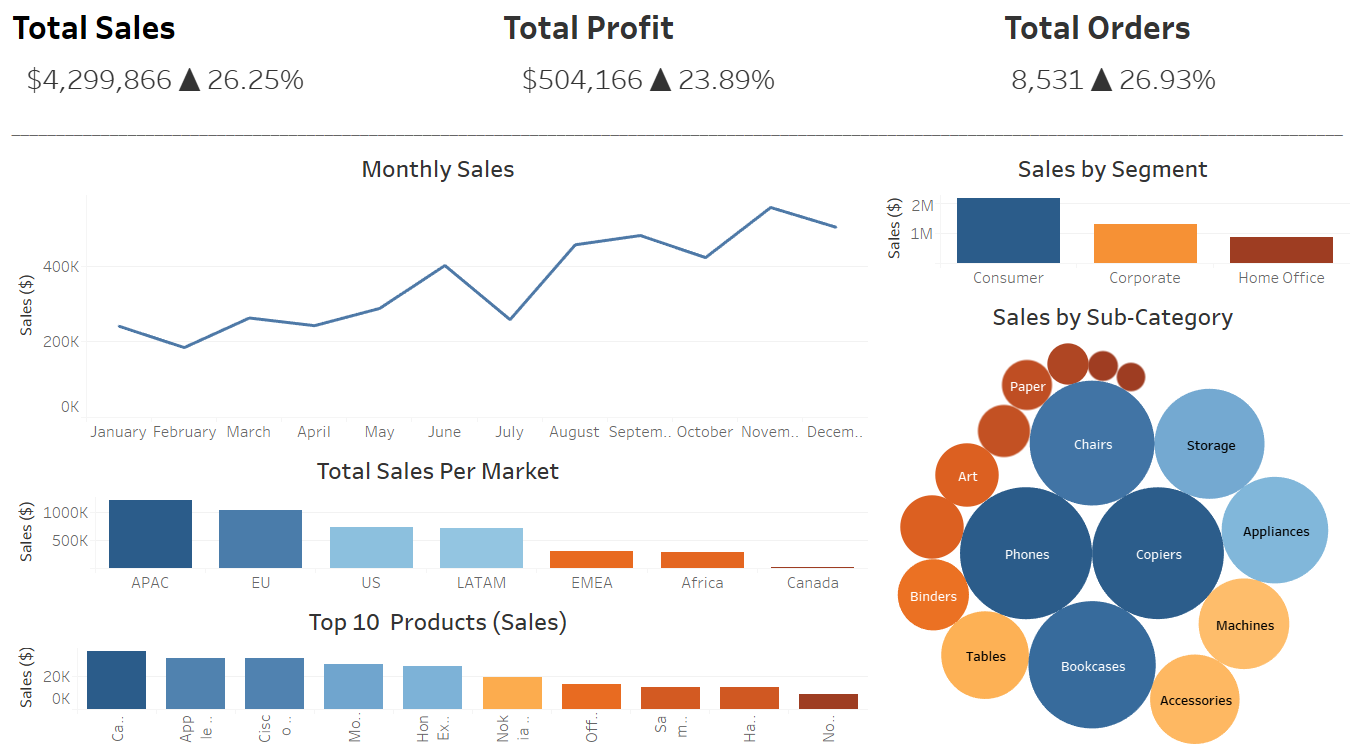 Total Sales
$4,299,866 ▲ 26.25%
Total Profit
$504,166 ▲ 23.89%
Total Orders
8,531 ▲ 26.93%
Monthly Sales
Sales ($)
400K
200K
0K
January February March April May June July August Septem.. October Novem.. Decem..
Total Sales Per Market
Sales ($)
1000K
500K
APAC EU US LATAM EMEA Africa Canada
Top 10 Products (Sales)
Sales ($)
20K
0K
Ca..
App
le ..
Cisc
o ..
Mo..
Hon
Ex..
Nok
ia ..
Off..
Sa
m..
Ha..
No..
Sales by Segment
Sales ($)
2M
1M
Consumer Corporate Home Office
Sales by Sub-Category
Paper
Chairs
Storage
Art
Phones
Copiers
Appliances
Binders
Machines
Tables
Bookcases
Accessories